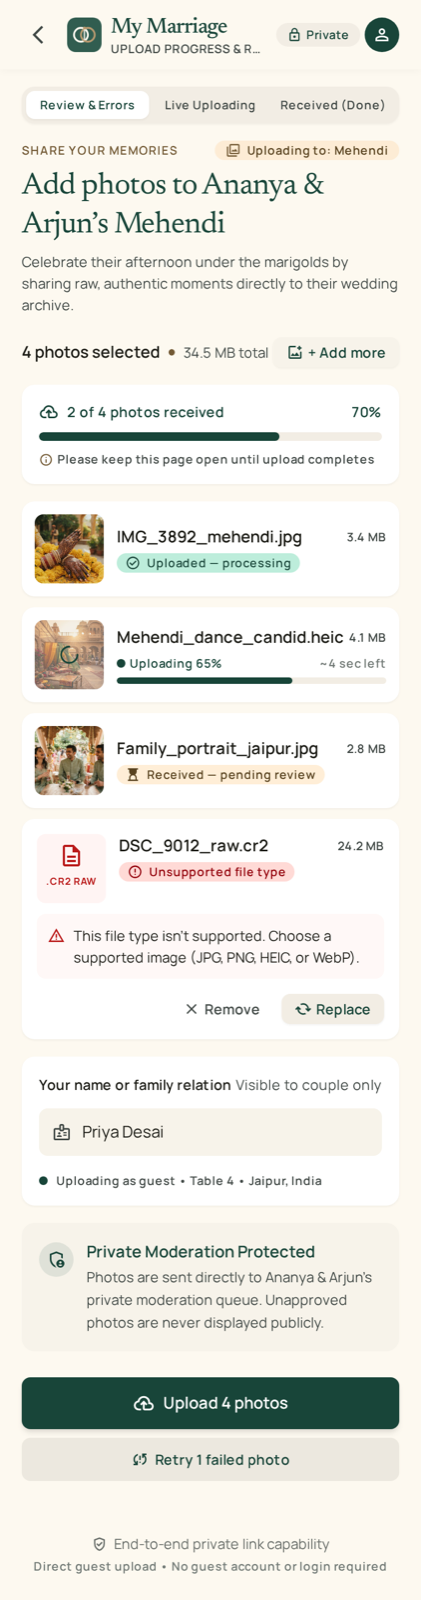 My Marriage
UPLOAD PROGRESS & R...
Private
Review & Errors
Live Uploading
Received (Done)
SHARE YOUR MEMORIES
Uploading to: Mehendi
Add photos to Ananya &
Arjun's Mehendi
Celebrate their afternoon under the marigolds by
sharing raw, authentic moments directly to their wedding
archive.
4 photos selected • 34.5 MB total
+ Add more
2 of 4 photos received 70%
Please keep this page open until upload completes
IMG_3892_mehendi.jpg 3.4 MB
Uploaded — processing
Mehendi_dance_candid.heic 4.1 MB
Uploading 65% ~4 sec left
Family_portrait_jaipur.jpg 2.8 MB
Received — pending review
.CR2 RAW
DSC_9012_raw.cr2 24.2 MB
Unsupported file type
This file type isn't supported. Choose a
supported image (JPG, PNG, HEIC, or WebP).
Remove
Replace
Your name or family relation Visible to couple only
Priya Desai
Uploading as guest • Table 4 • Jaipur, India
Private Moderation Protected
Photos are sent directly to Ananya & Arjun's
private moderation queue. Unapproved
photos are never displayed publicly.
Upload 4 photos
Retry 1 failed photo
End-to-end private link capability
Direct guest upload • No guest account or login required